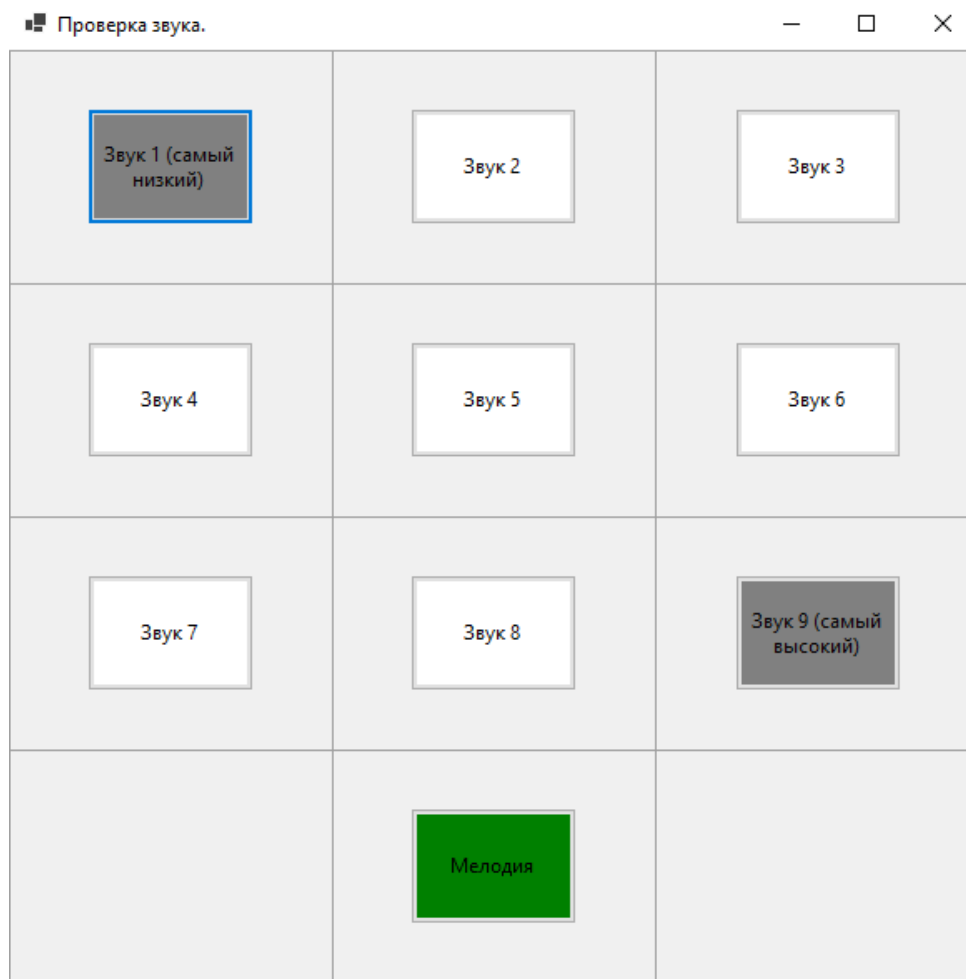 Проверка звука.
Звук 1 (самый
низкий)
Звук 2
Звук 3
Звук 4
Звук 5
Звук 6
Звук 7
Звук 8
Звук 9 (самый
высокий)
Мелодия